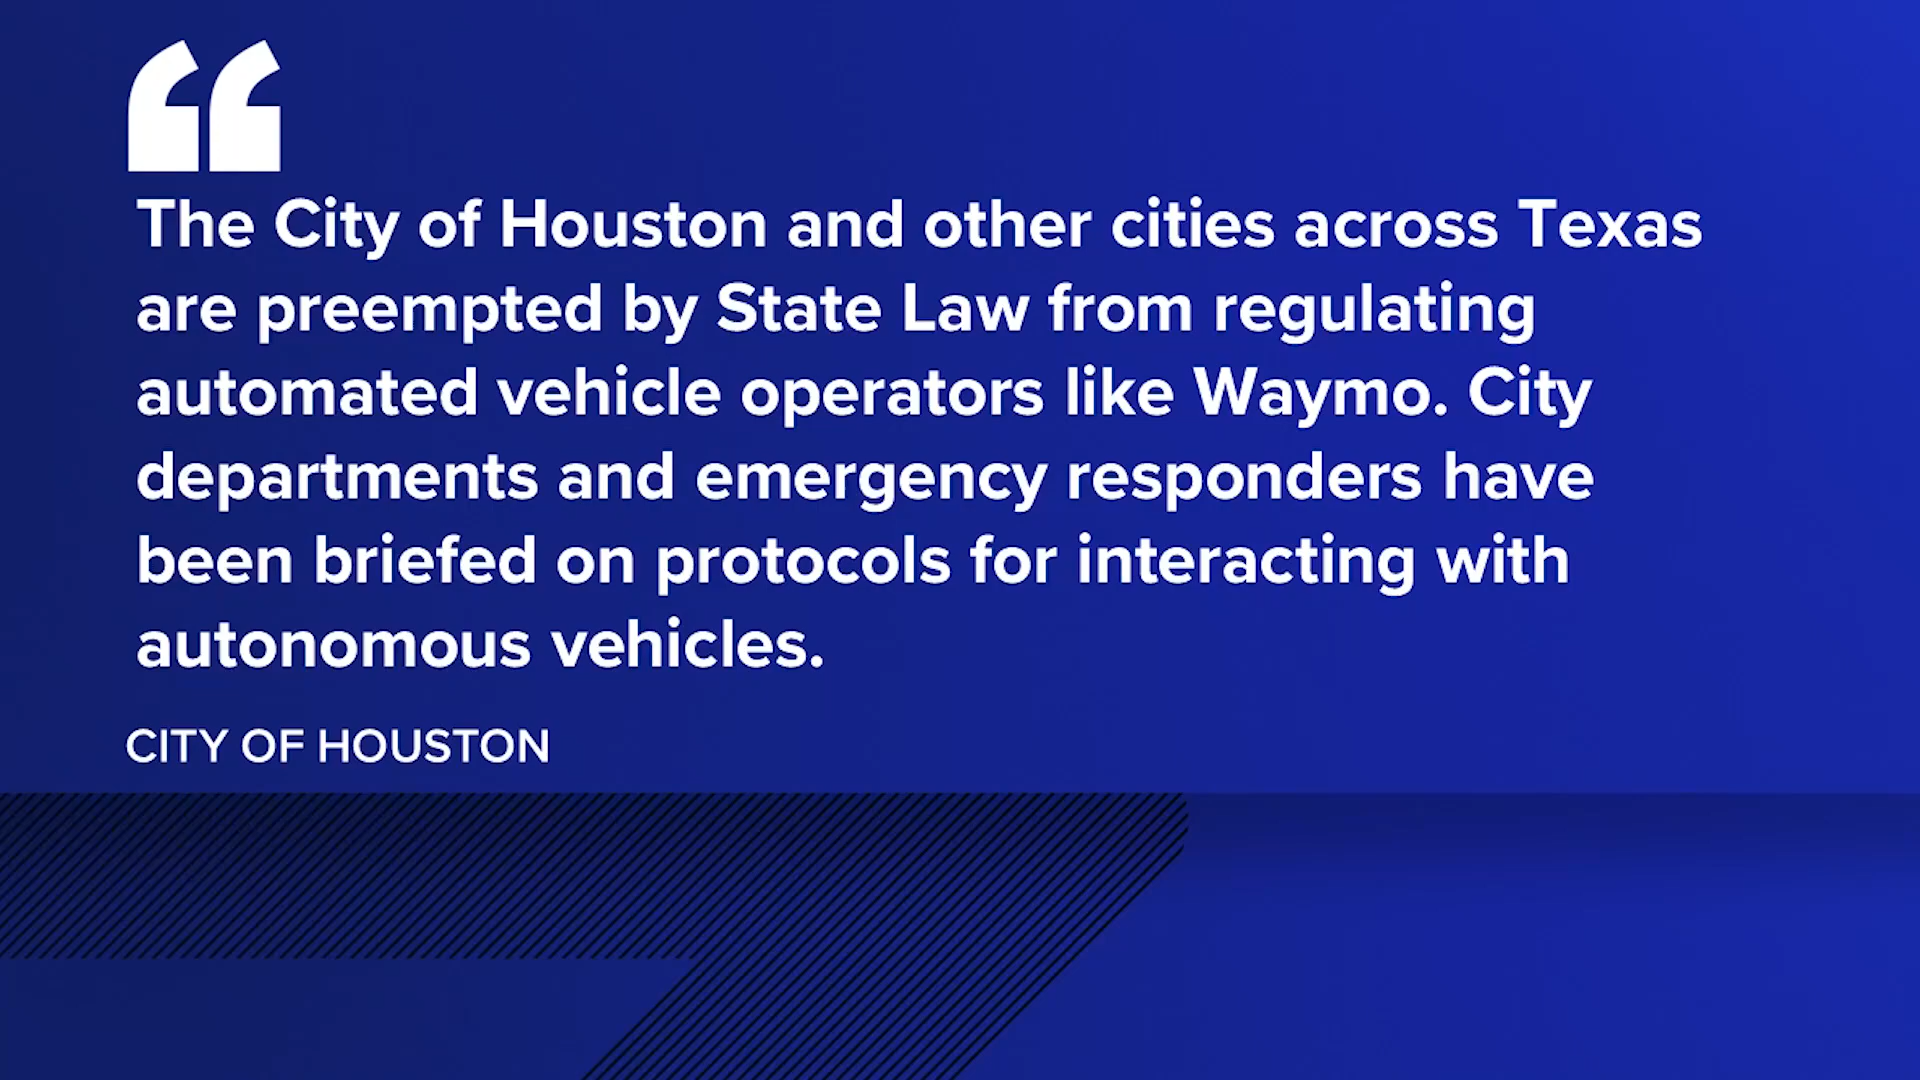 “
The City of Houston and other cities across Texas
are preempted by State Law from regulating
automated vehicle operators like Waymo. City
departments and emergency responders have
been briefed on protocols for interacting with
autonomous vehicles.
CITY OF HOUSTON